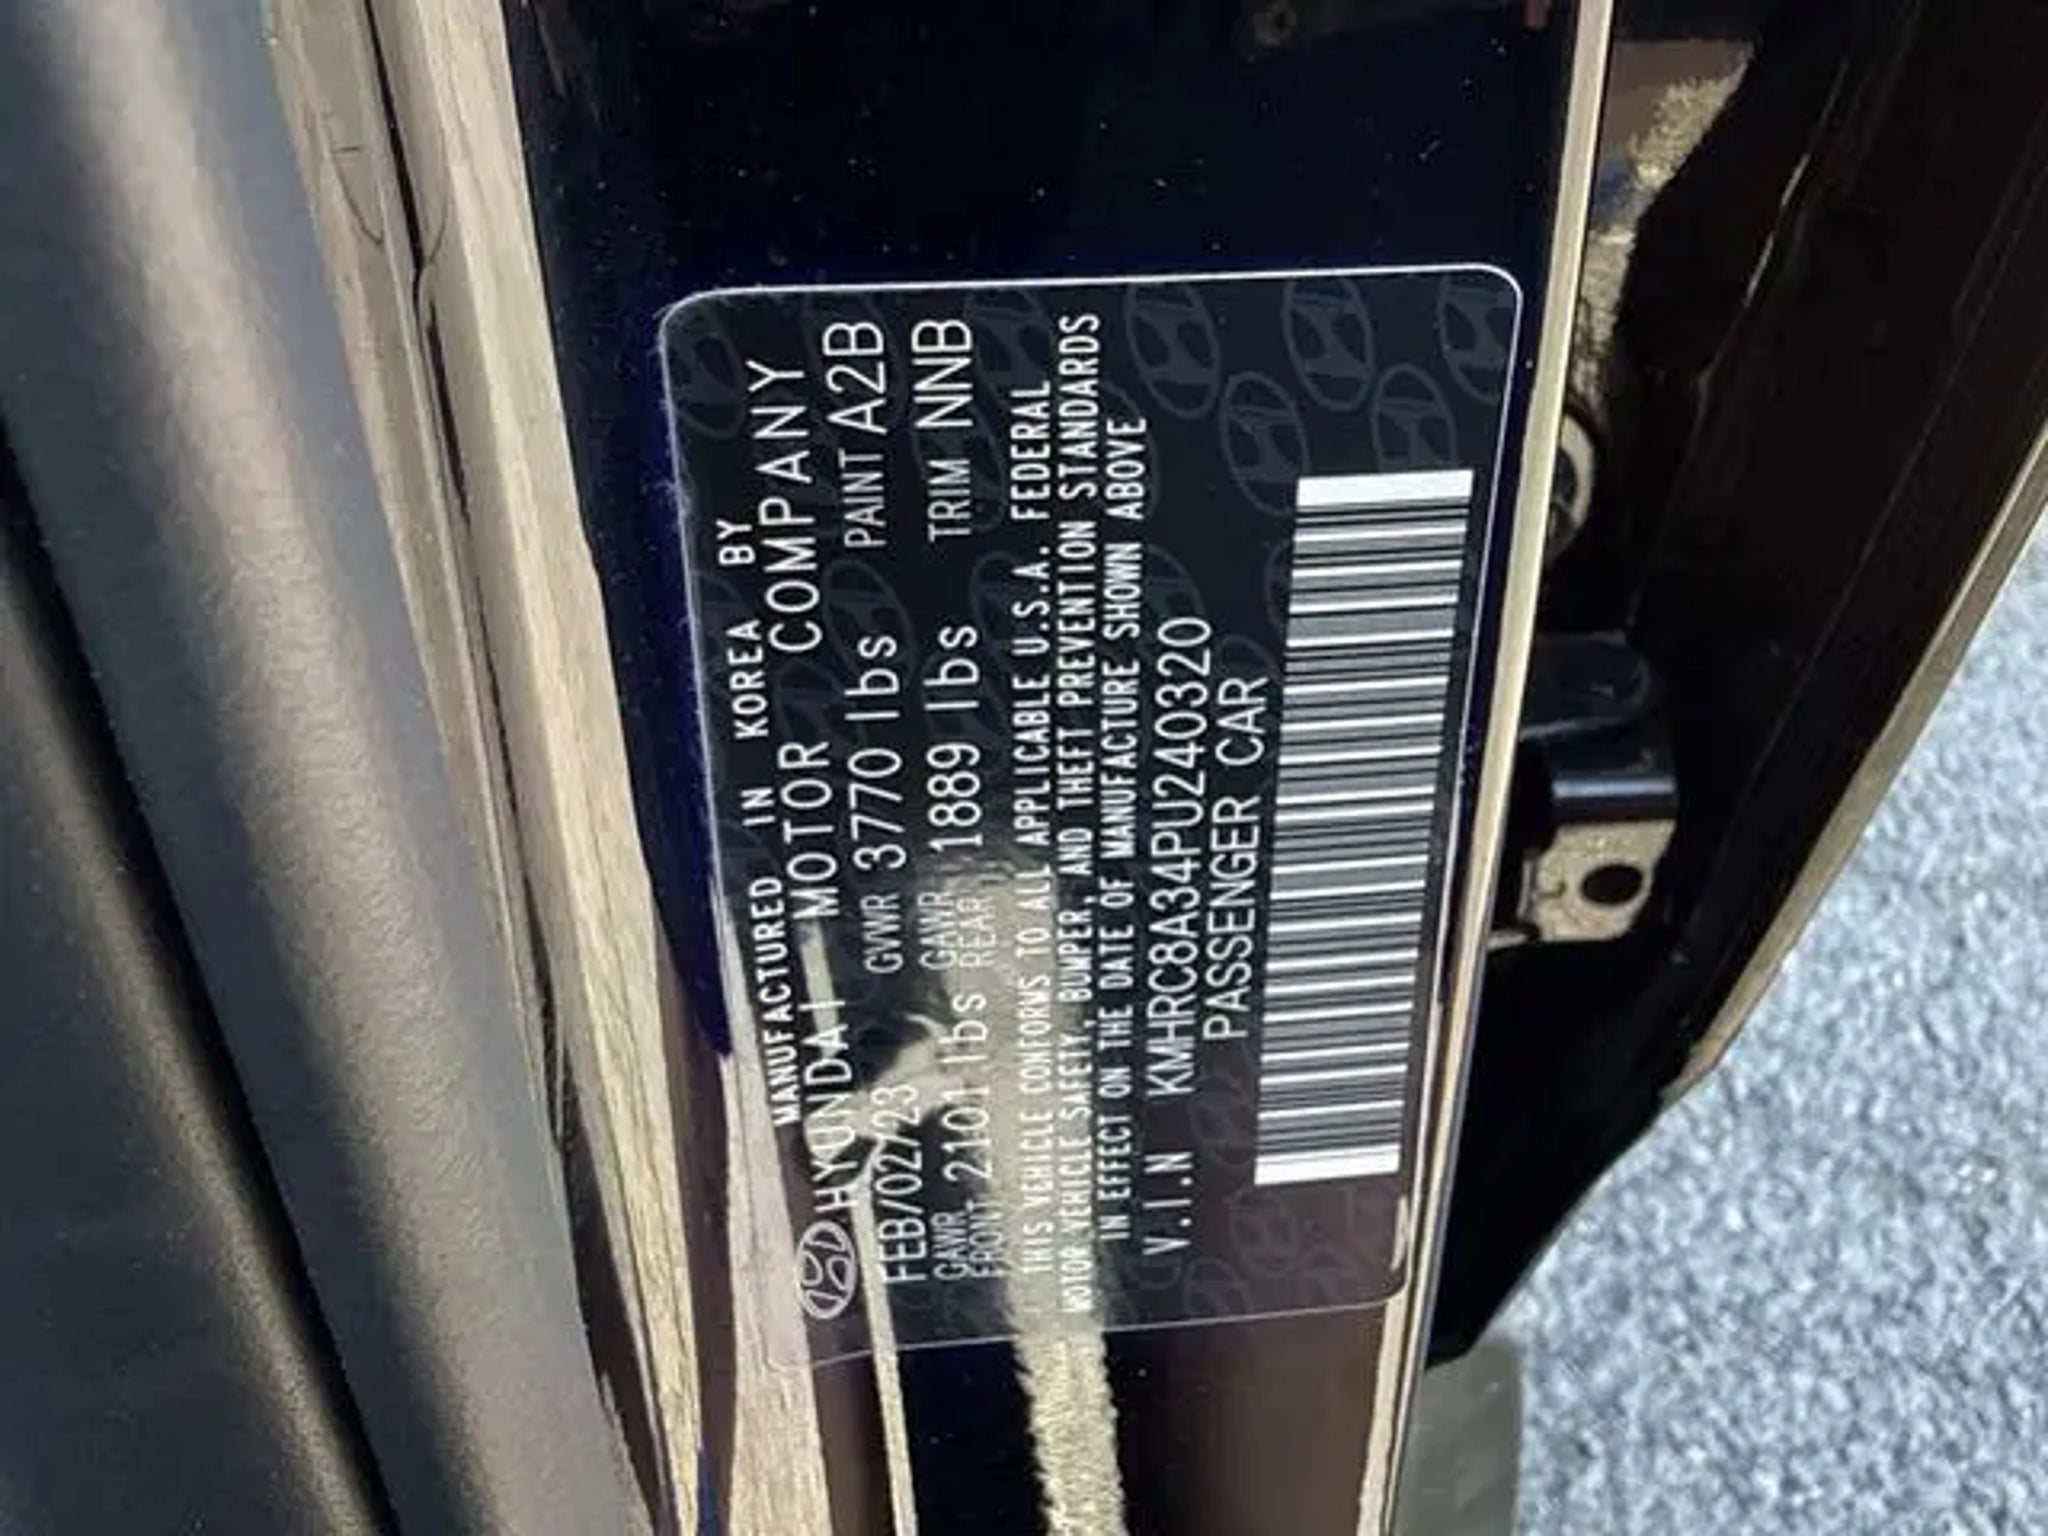 MANUFACTURED IN KOREA BY
HYUNDAI MOTOR COMPANY
FEB/02/23 GVWR 3770 lbs PAINT A2B
GAWR FRONT 2101 lbs GAWR REAR 1889 lbs TRIM NNB
THIS VEHICLE CONFORMS TO ALL APPLICABLE U.S.A. FEDERAL
MOTOR VEHICLE SAFETY, BUMPER, AND THEFT PREVENTION STANDARDS
IN EFFECT ON THE DATE OF MANUFACTURE SHOWN ABOVE
V.I.N KMHRC8A34PU240320
PASSENGER CAR